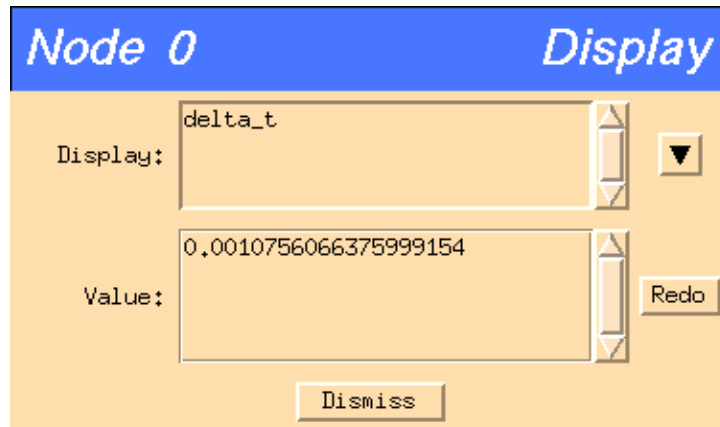 Node 0 Display
Display: delta_t
Value: 0.0010756066375999154
Redo
Dismiss